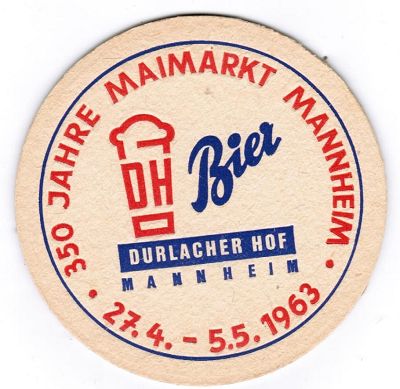 350 JAHRE MAIMARKT MANNHEIM
DH
Bier
DURLACHER HOF
MANNHEIM
• 27.4. - 5.5.1963 •